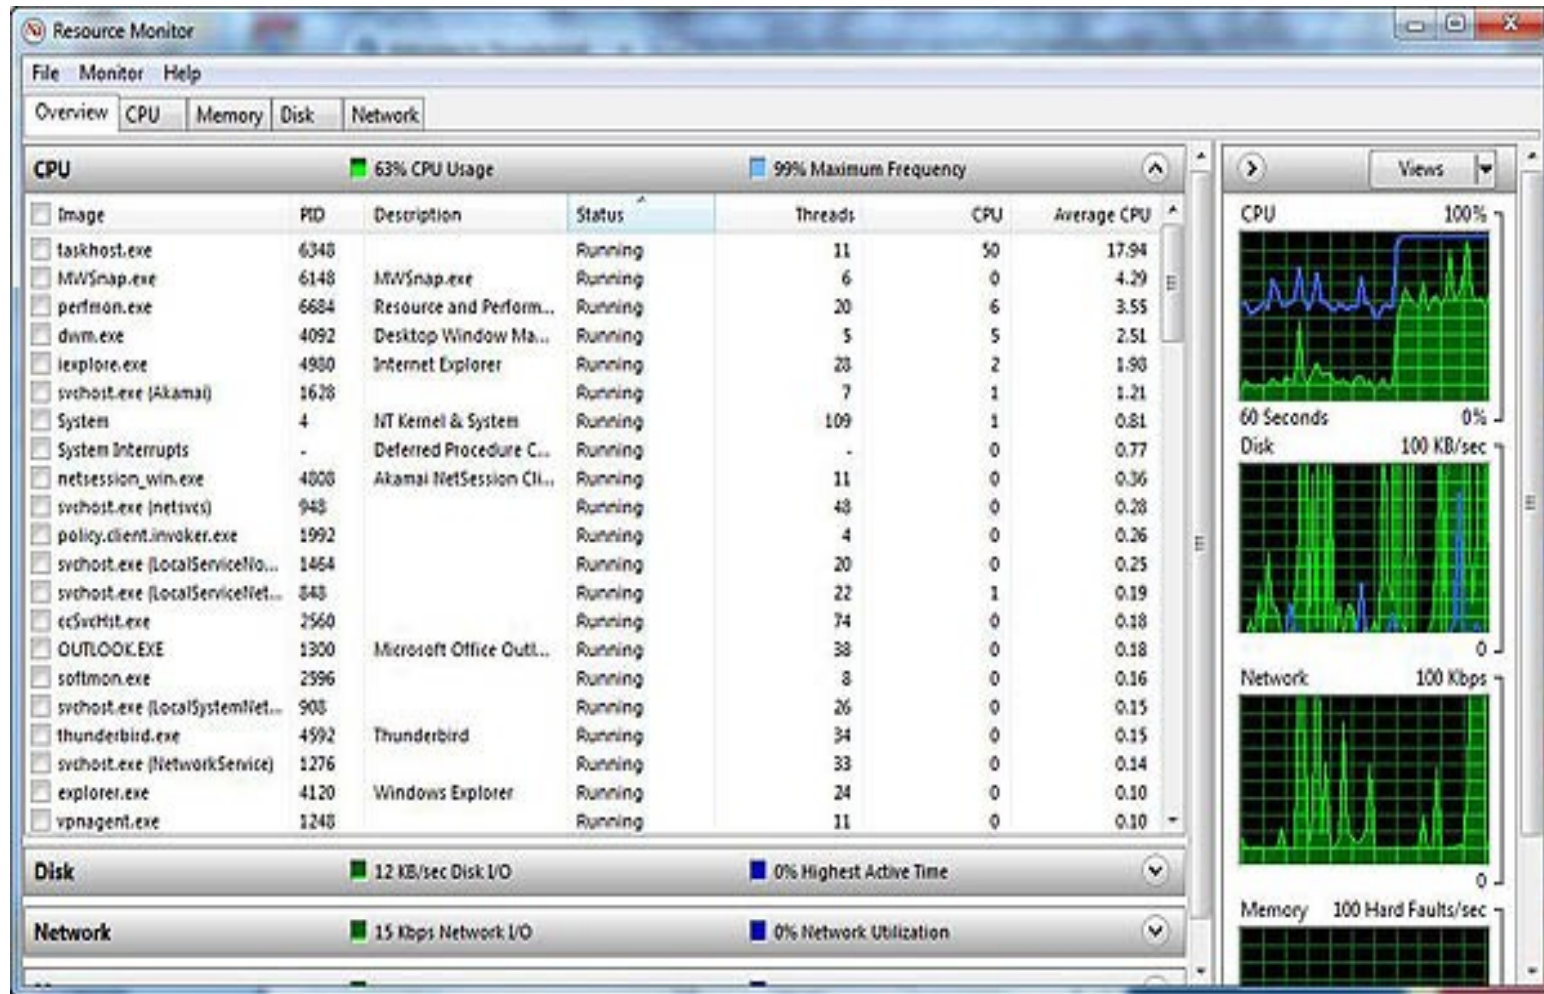 Resource Monitor
File Monitor Help
Overview CPU Memory Disk Network
CPU 63% CPU Usage 99% Maximum Frequency
Image PID Description Status Threads CPU Average CPU
taskhost.exe 6348 Running 11 50 17.94
MWSnap.exe 6148 MWSnap.exe Running 6 0 4.29
perfmon.exe 6684 Resource and Perform... Running 20 6 3.55
dwm.exe 4092 Desktop Window Ma... Running 5 5 2.51
iexplore.exe 4980 Internet Explorer Running 28 2 1.98
svchost.exe (Akamai) 1628 Running 7 1 1.21
System 4 NT Kernel & System Running 109 1 0.81
System Interrupts - Deferred Procedure C... Running - 0 0.77
netsession_win.exe 4808 Akamai NetSession Cli... Running 11 0 0.36
svchost.exe (netsvcs) 948 Running 48 0 0.28
policy.client.invoker.exe 1992 Running 4 0 0.26
svchost.exe (LocalServiceNo... 1464 Running 20 0 0.25
svchost.exe (LocalServiceNet... 848 Running 22 1 0.19
ccSvcHst.exe 2560 Running 74 0 0.18
OUTLOOK.EXE 1300 Microsoft Office Outl... Running 38 0 0.18
softmon.exe 2596 Running 8 0 0.16
svchost.exe (LocalSystemNet... 908 Running 26 0 0.15
thunderbird.exe 4592 Thunderbird Running 34 0 0.15
svchost.exe (NetworkService) 1276 Running 33 0 0.14
explorer.exe 4120 Windows Explorer Running 24 0 0.10
vpnagent.exe 1248 Running 11 0 0.10
Disk 12 KB/sec Disk I/O 0% Highest Active Time
Network 15 Kbps Network I/O 0% Network Utilization
Views
CPU 100%
60 Seconds 0%
Disk 100 KB/sec
0
Network 100 Kbps
0
Memory 100 Hard Faults/sec